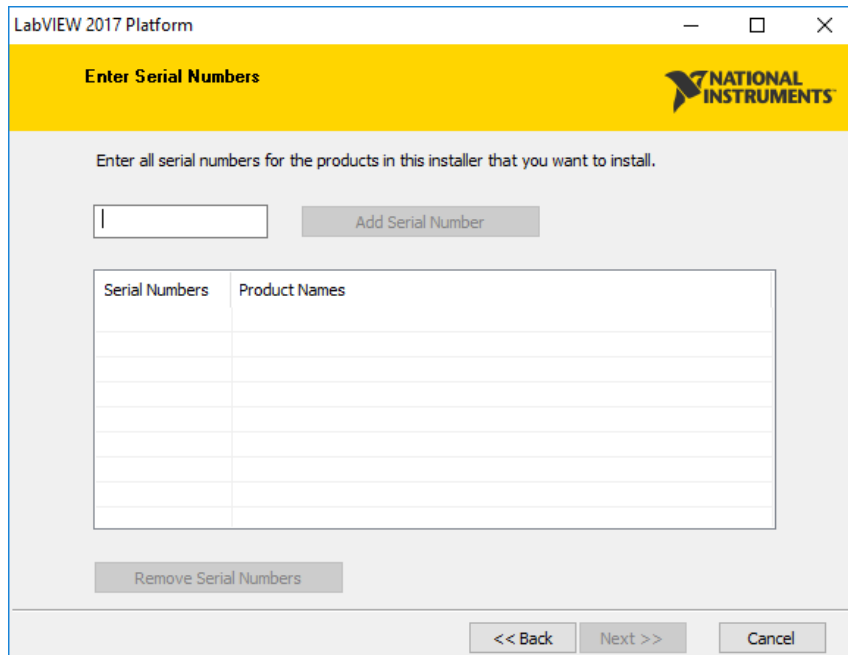 LabVIEW 2017 Platform
Enter Serial Numbers
NATIONAL
INSTRUMENTS™
Enter all serial numbers for the products in this installer that you want to install.
Add Serial Number
Serial Numbers Product Names
Remove Serial Numbers
<< Back Next >> Cancel